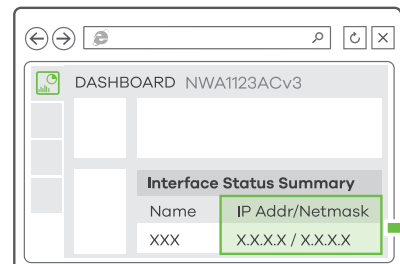 DASHBOARD NWA1123ACv3
Interface Status Summary
Name IP Addr/Netmask
XXX X.X.X.X / X.X.X.X